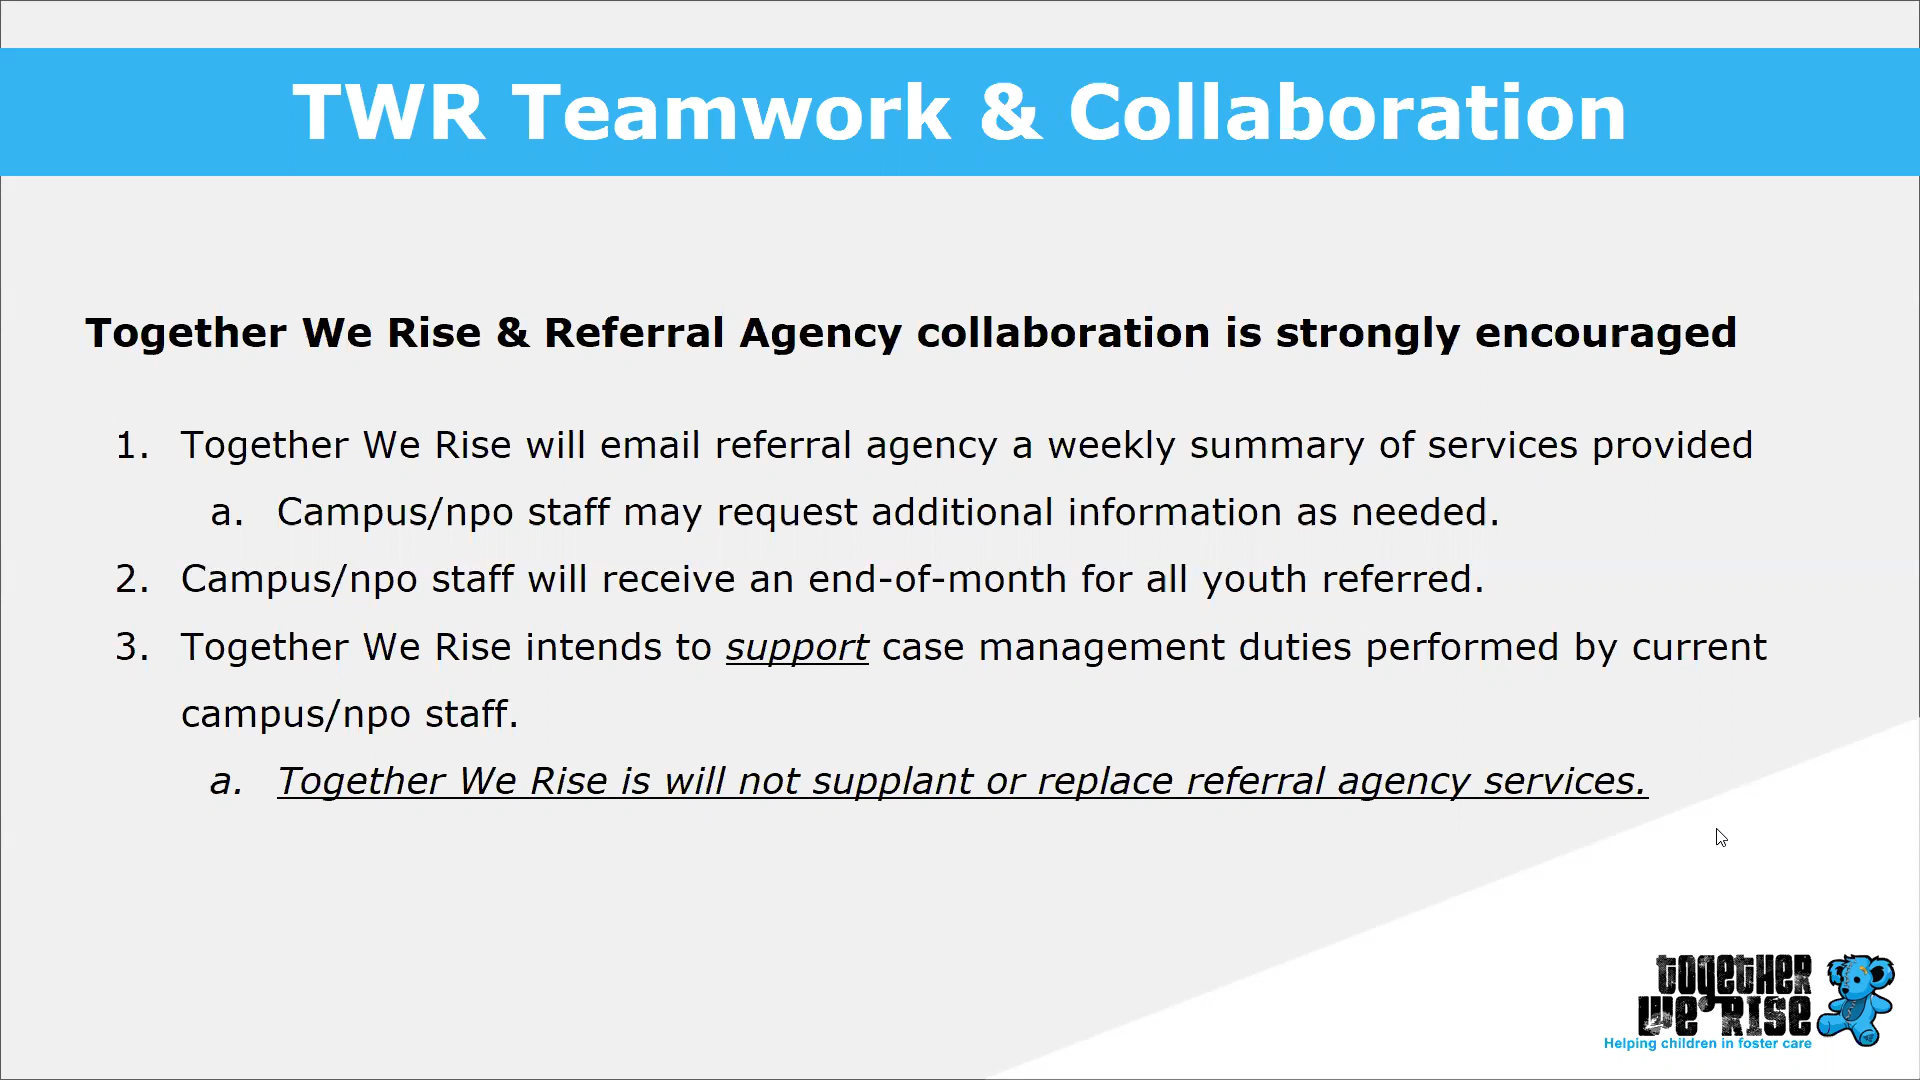 TWR Teamwork & Collaboration
Together We Rise & Referral Agency collaboration is strongly encouraged
1. Together We Rise will email referral agency a weekly summary of services provided
a. Campus/npo staff may request additional information as needed.
2. Campus/npo staff will receive an end-of-month for all youth referred.
3. Together We Rise intends to support case management duties performed by current
campus/npo staff.
a. Together We Rise is will not supplant or replace referral agency services.
together
we rise
Helping children in foster care